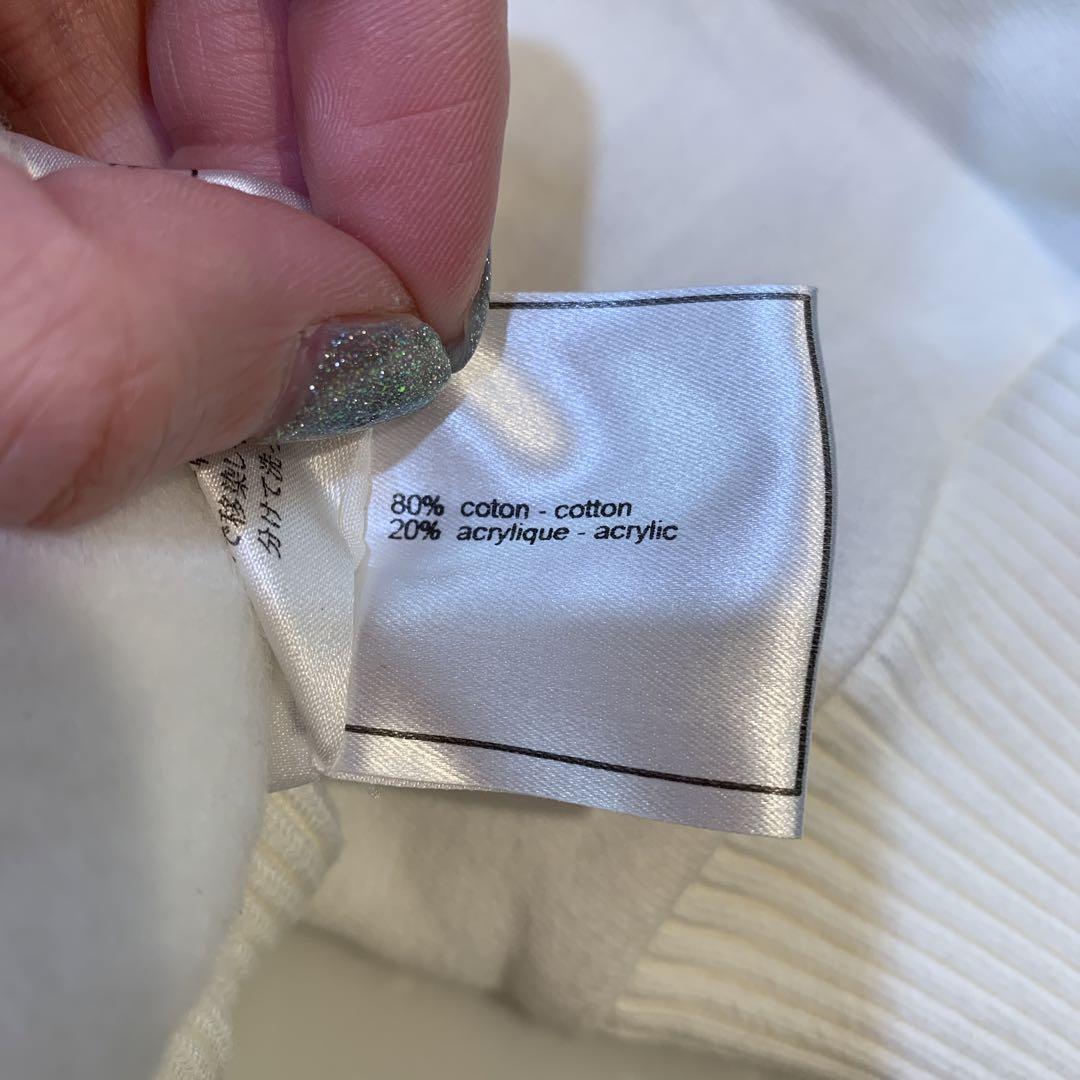 80% coton - cotton
20% acrylique - acrylic